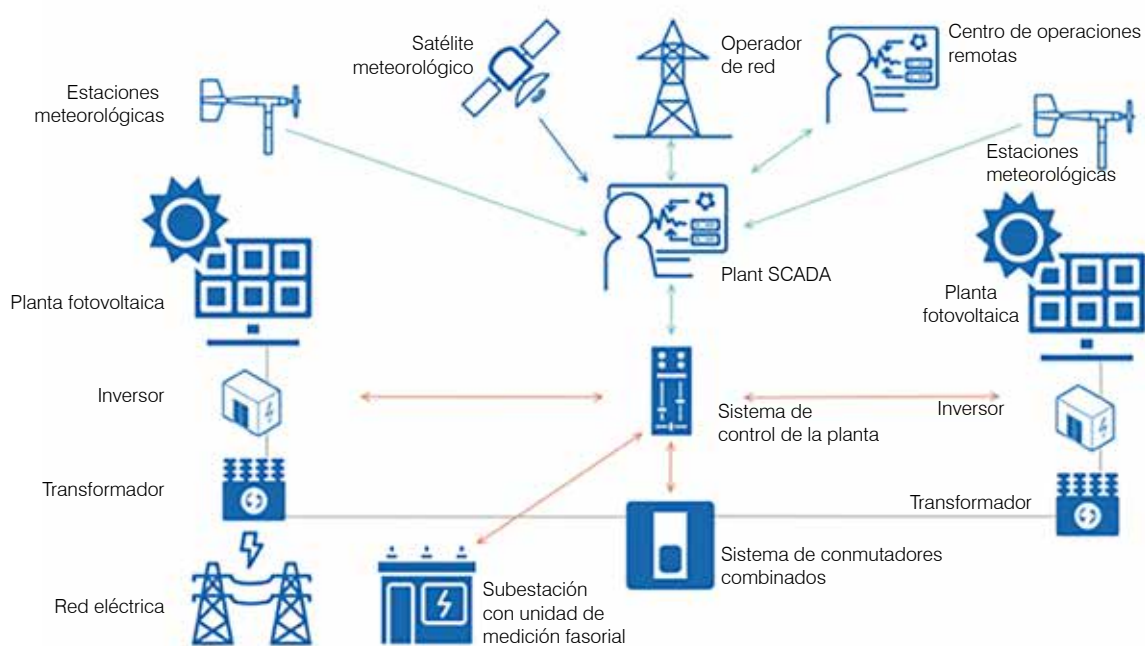 Satélite
meteorológico
Operador
de red
Centro de operaciones
remotas
Estaciones
meteorológicas
Estaciones
meteorológicas
Plant SCADA
Planta fotovoltaica
Planta
fotovoltaica
Inversor
Sistema de
control de la planta
Inversor
Transformador
Transformador
Sistema de conmutadores
combinados
Red eléctrica
Subestación
con unidad de
medición fasorial